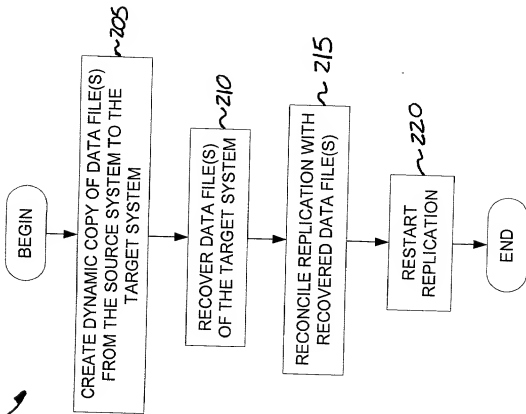 BEGIN
CREATE DYNAMIC COPY OF DATA FILE(S)
FROM THE SOURCE SYSTEM TO THE
TARGET SYSTEM
205
RECOVER DATA FILE(S)
OF THE TARGET SYSTEM
210
RECONCILE REPLICATION WITH
RECOVERED DATA FILE(S)
215
RESTART
REPLICATION
220
END